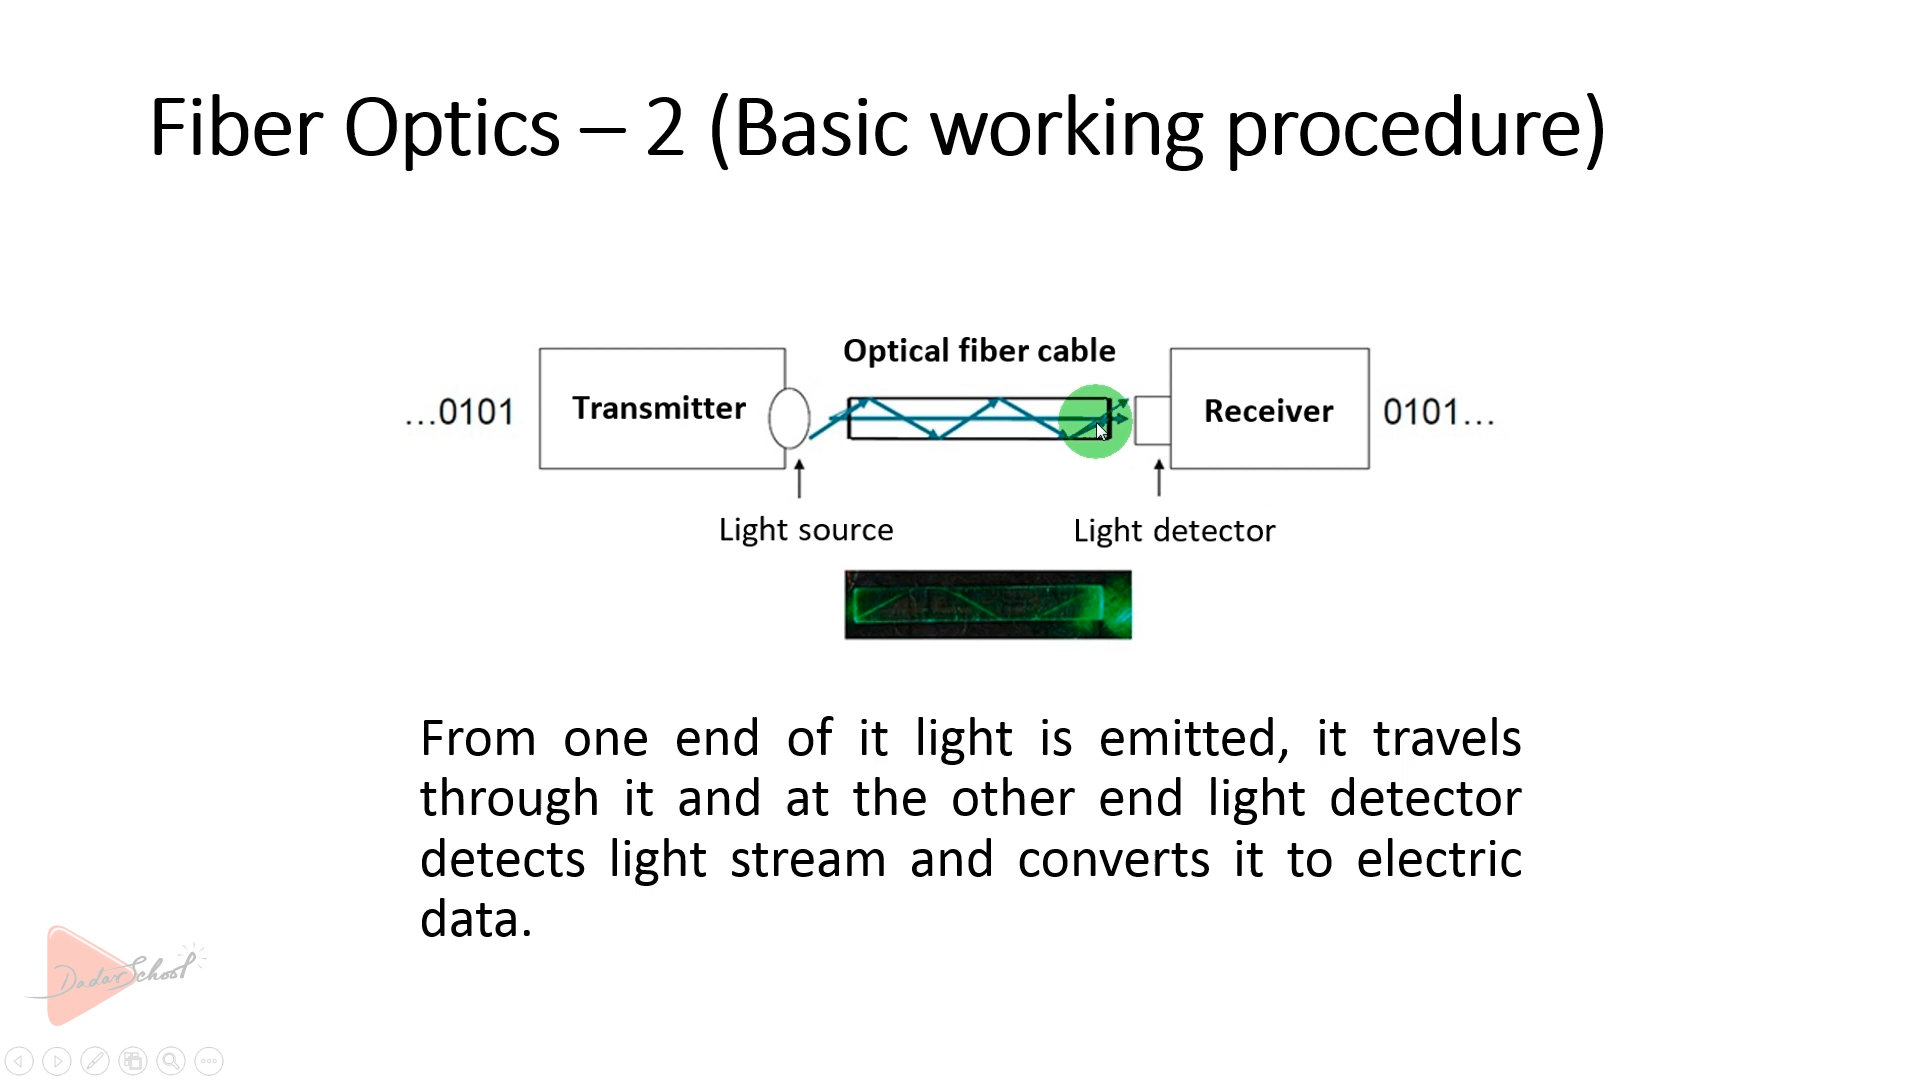 Fiber Optics – 2 (Basic working procedure)
Optical fiber cable
…0101
Transmitter
Receiver
0101…
Light source
Light detector
From one end of it light is emitted, it travels
through it and at the other end light detector
detects light stream and converts it to electric
data.
DadarSchool